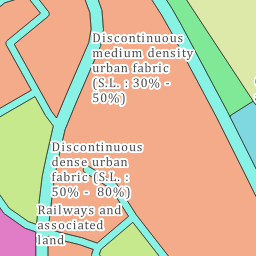 Discontinuous
medium density
urban fabric
(S.L. : 30% -
50%)
Discontinuous
dense urban
fabric (S.L. :
50% -  80%)
Railways and
associated
land